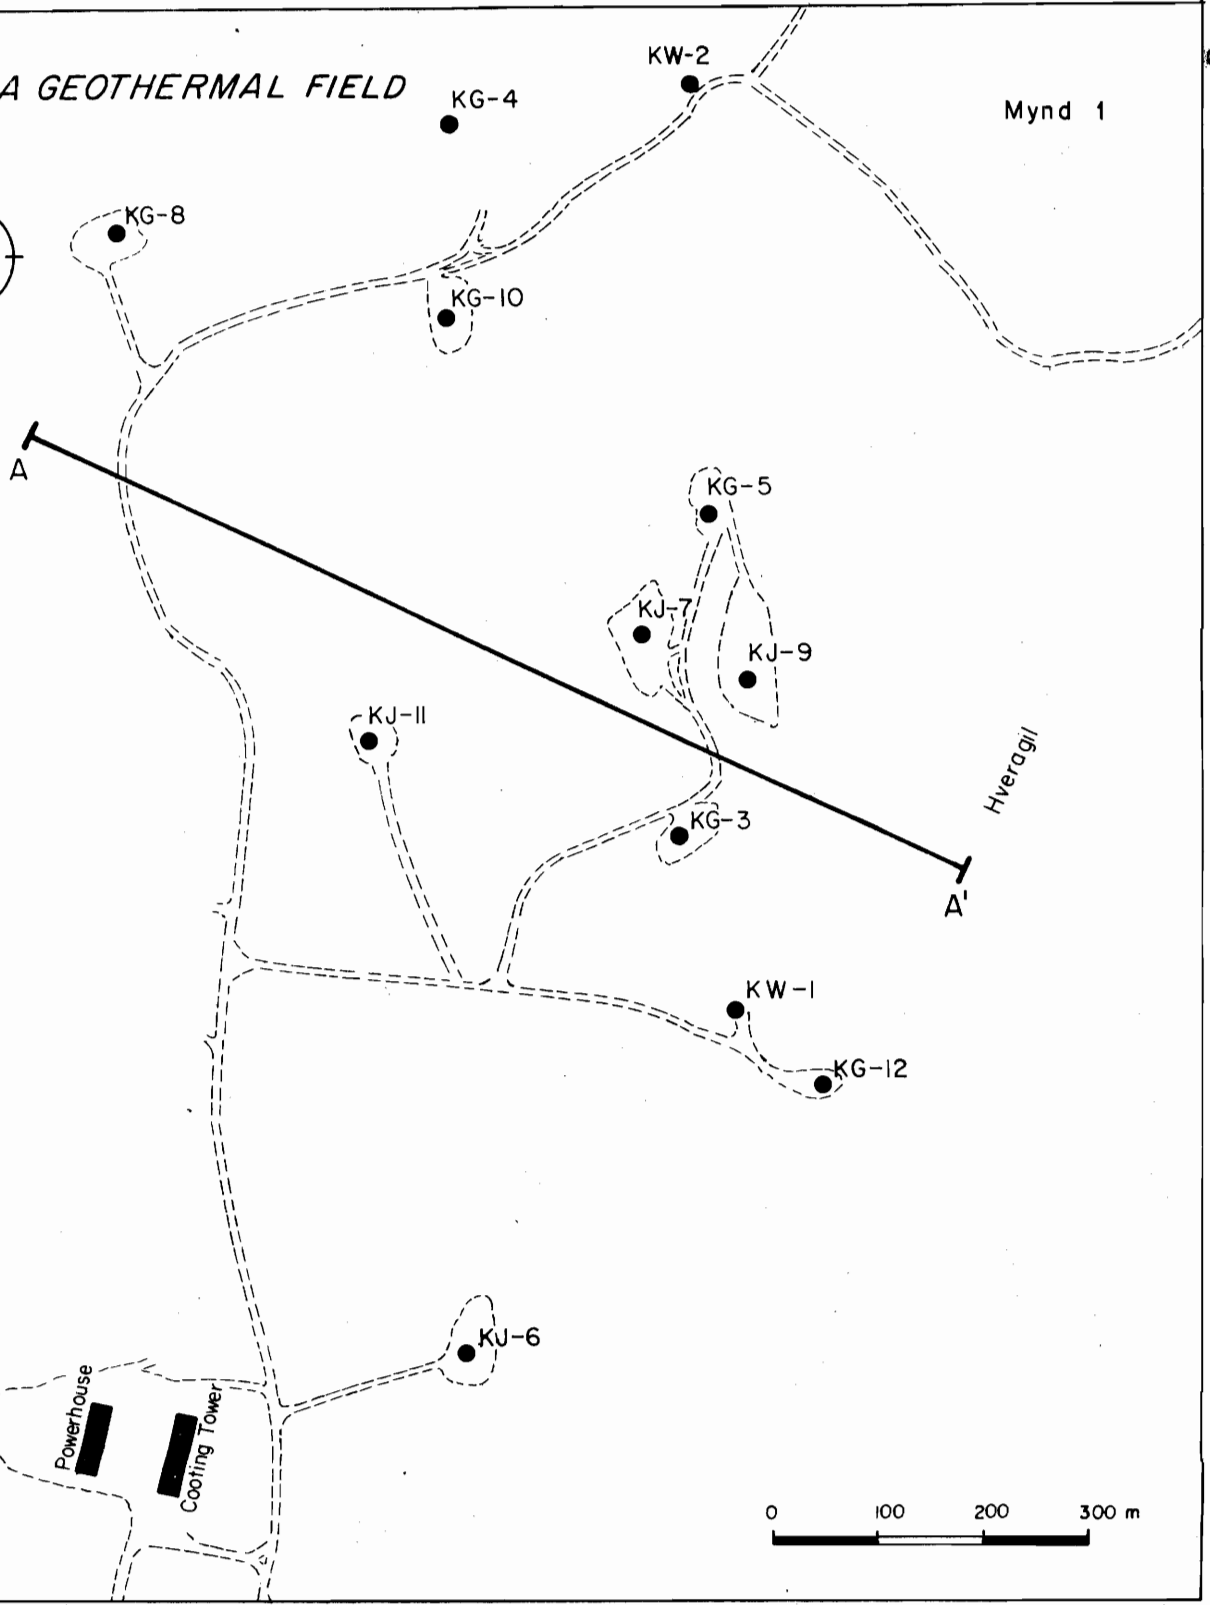 A GEOTHERMAL FIELD
KW-2
KG-4
Mynd 1
KG-8
KG-10
A
KG-5
KJ-7
KJ-9
KJ-11
Hveragil
KG-3
A'
KW-1
KG-12
KJ-6
Powerhouse
Cooting Tower
0 100 200 300 m